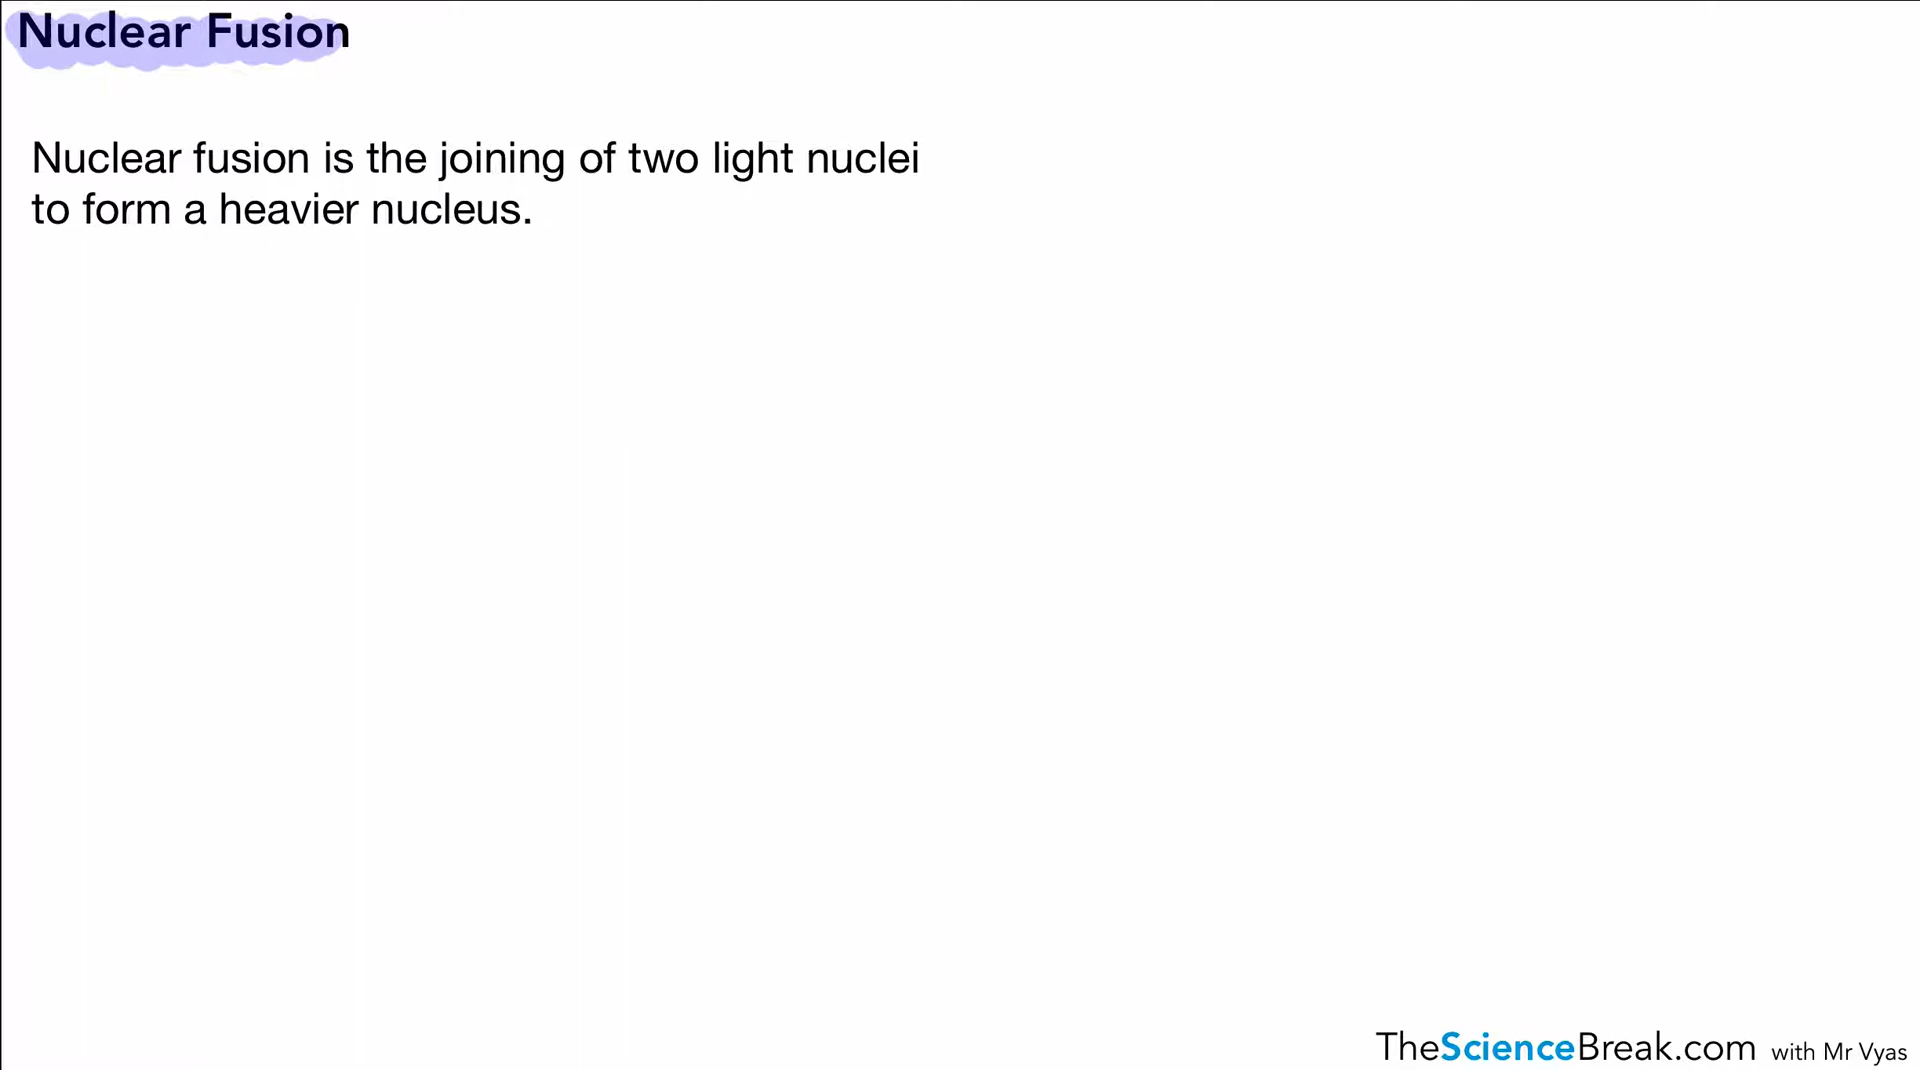 Nuclear Fusion
Nuclear fusion is the joining of two light nuclei
to form a heavier nucleus.
TheScienceBreak.com with Mr Vyas